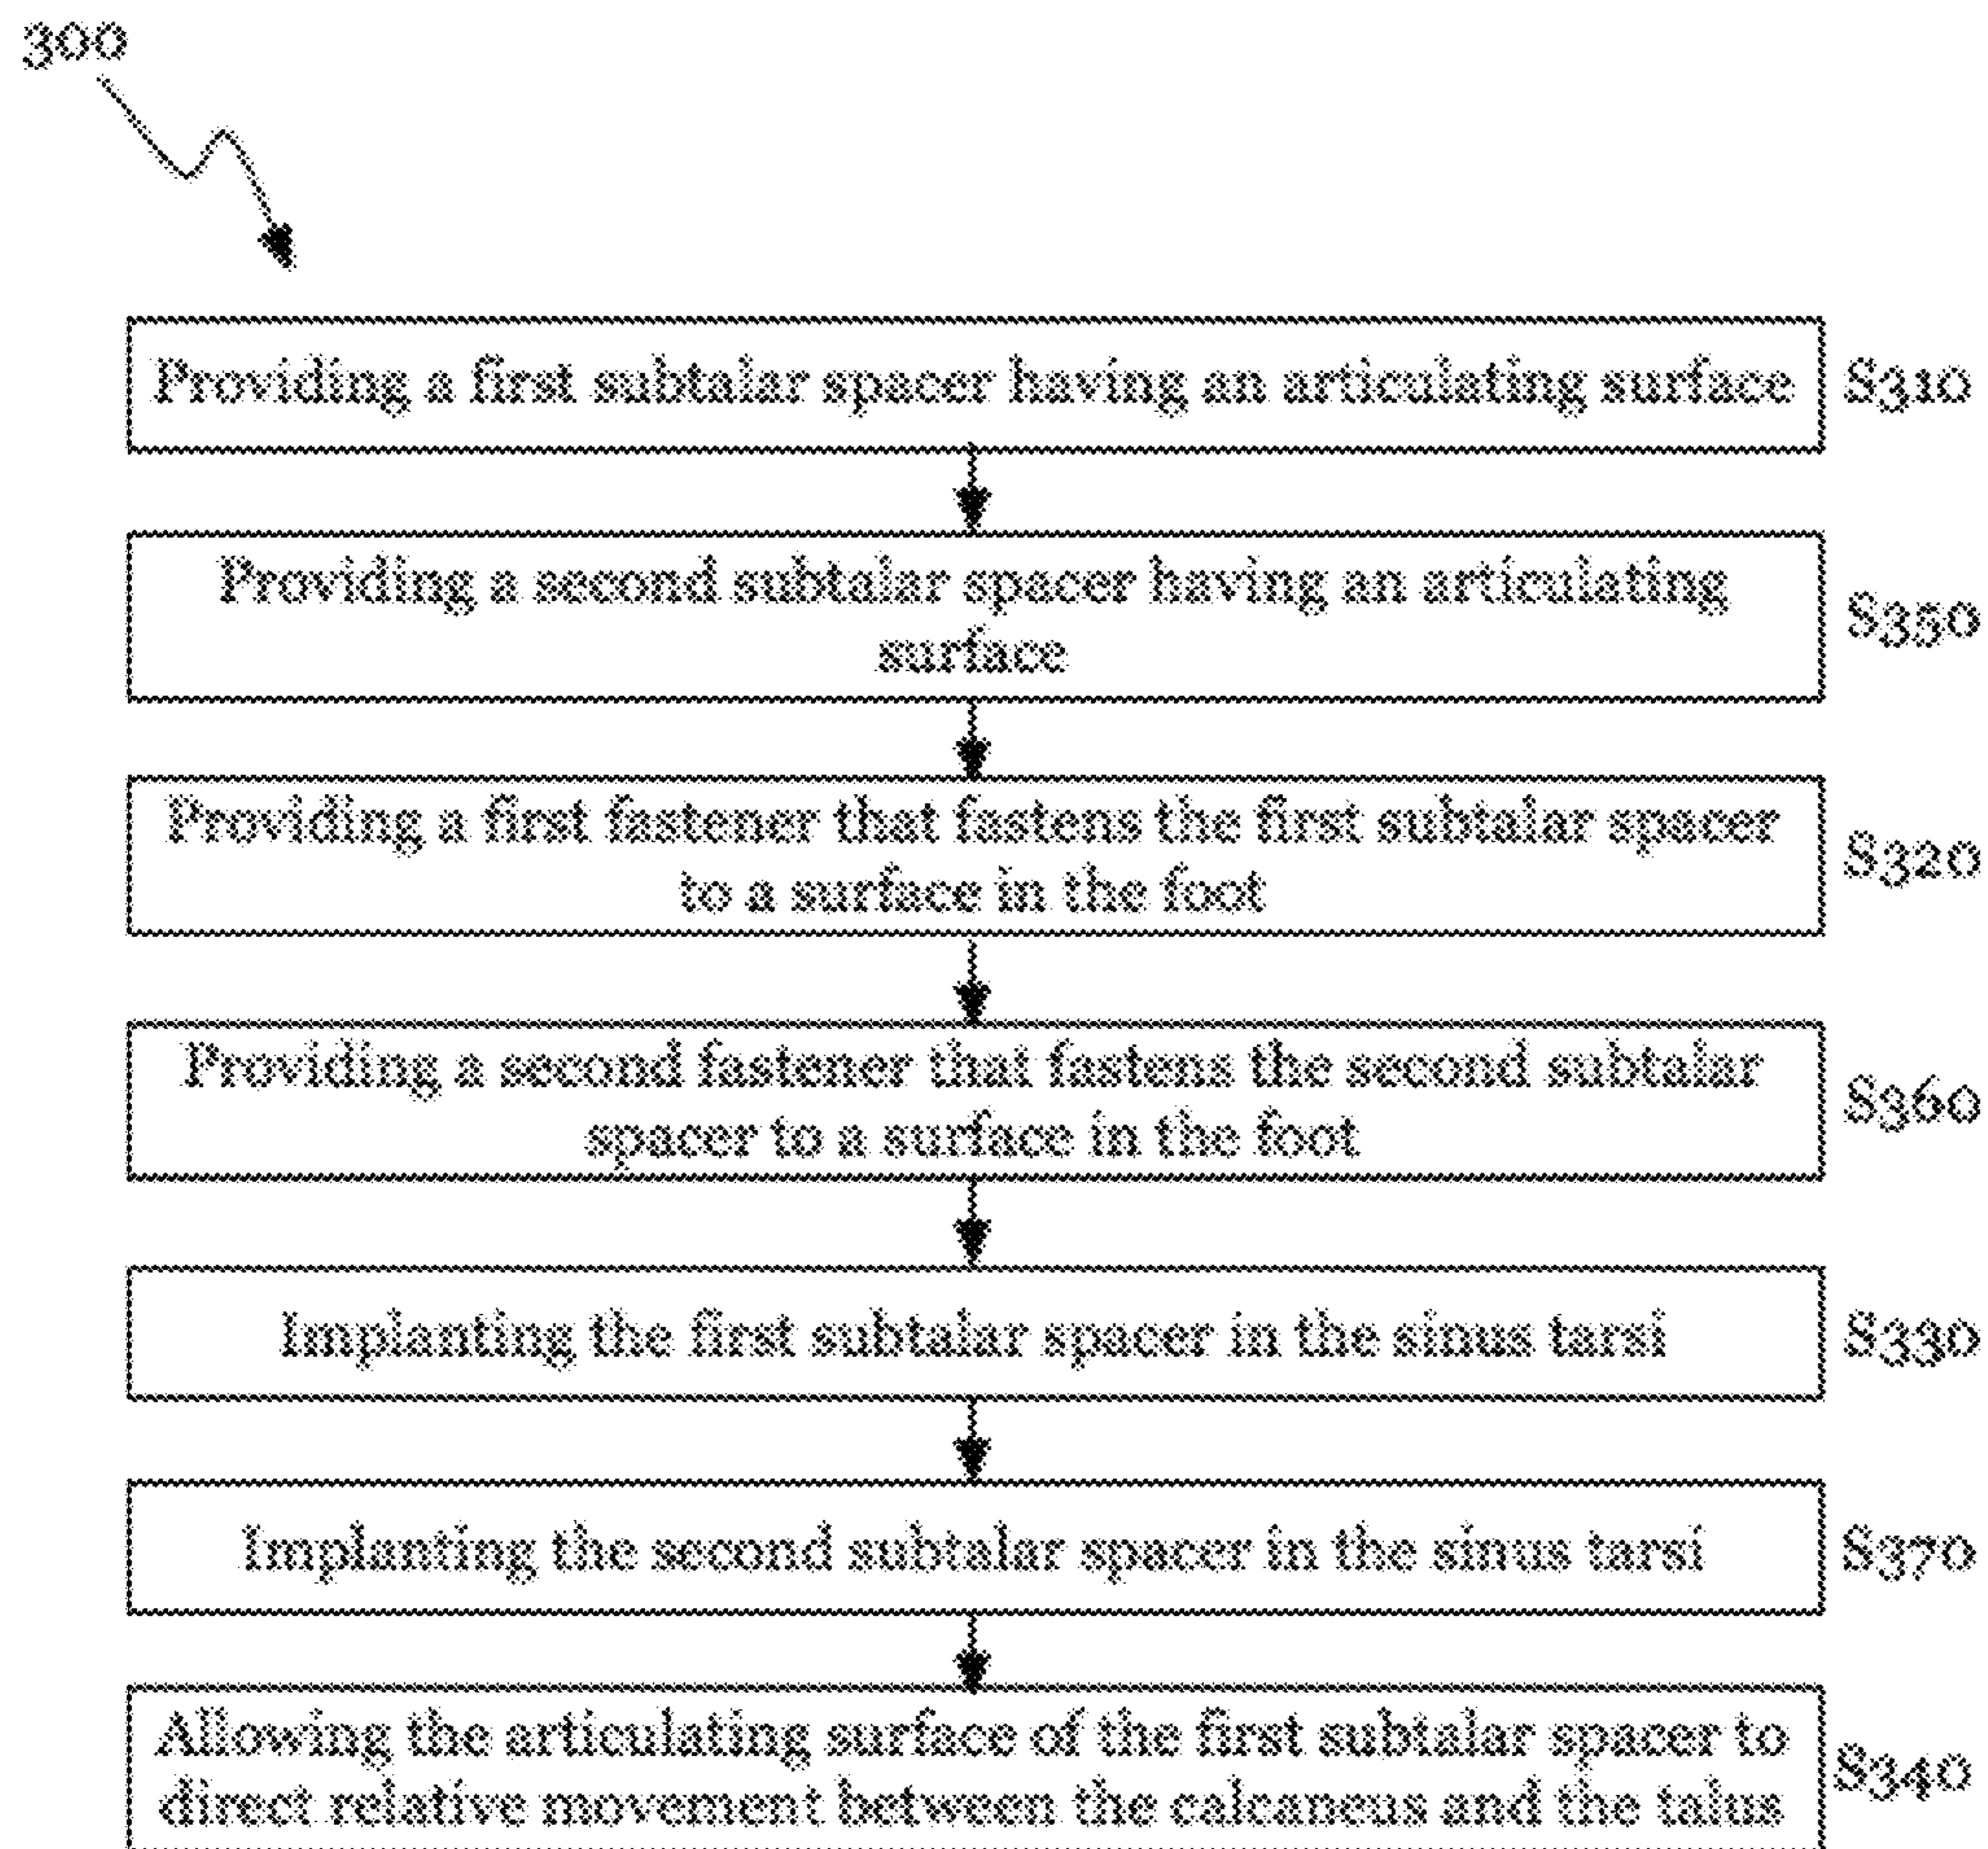 300
Providing a first subtalar spacer having an articulating surface S310
Providing a second subtalar spacer having an articulating
surface
S350
Providing a first fastener that fastens the first subtalar spacer
to a surface in the foot
S320
Providing a second fastener that fastens the second subtalar
spacer to a surface in the foot
S360
Implanting the first subtalar spacer in the sinus tarsi S330
Implanting the second subtalar spacer in the sinus tarsi S370
Allowing the articulating surface of the first subtalar spacer to
direct relative movement between the calcaneus and the talus
S340